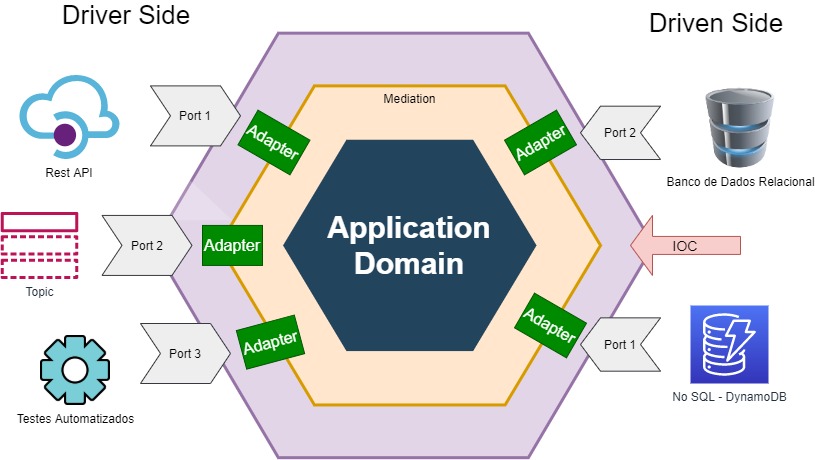 Driver Side
Driven Side
Mediation
Port 1
Adapter
Adapter
Port 2
Rest API
Banco de Dados Relacional
Application
Domain
Port 2
Adapter
IOC
Topic
Port 3
Adapter
Adapter
Port 1
Testes Automatizados
No SQL - DynamoDB